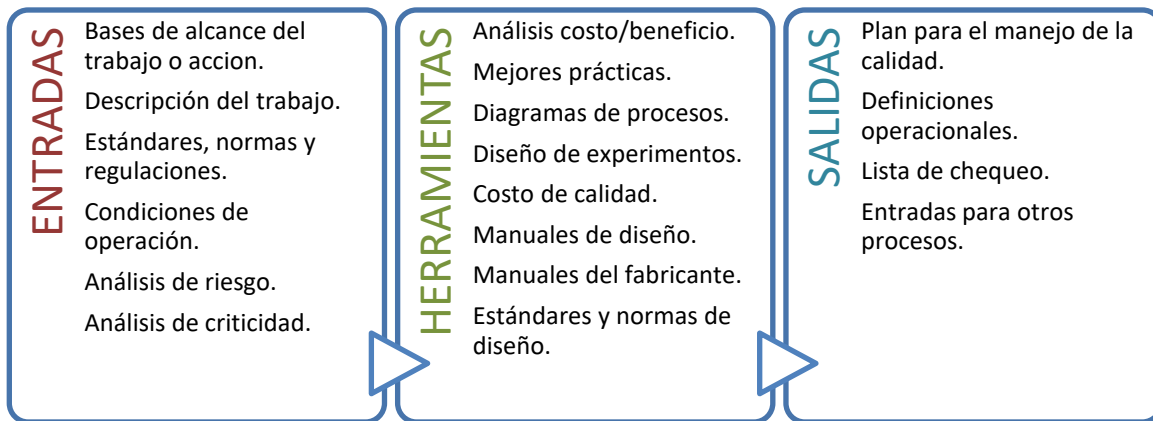 ENTRADAS
Bases de alcance del
trabajo o accion.
Descripción del trabajo.
Estándares, normas y
regulaciones.
Condiciones de
operación.
Análisis de riesgo.
Análisis de criticidad.
HERRAMIENTAS
Análisis costo/beneficio.
Mejores prácticas.
Diagramas de procesos.
Diseño de experimentos.
Costo de calidad.
Manuales de diseño.
Manuales del fabricante.
Estándares y normas de
diseño.
SALIDAS
Plan para el manejo de la
calidad.
Definiciones
operacionales.
Lista de chequeo.
Entradas para otros
procesos.